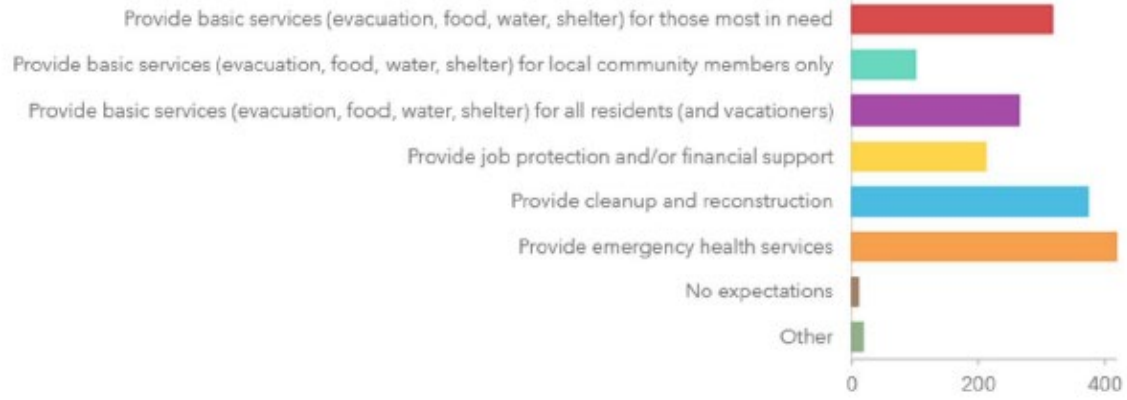 Provide basic services (evacuation, food, water, shelter) for those most in need
Provide basic services (evacuation, food, water, shelter) for local community members only
Provide basic services (evacuation, food, water, shelter) for all residents (and vacationers)
Provide job protection and/or financial support
Provide cleanup and reconstruction
Provide emergency health services
No expectations
Other
0 200 400